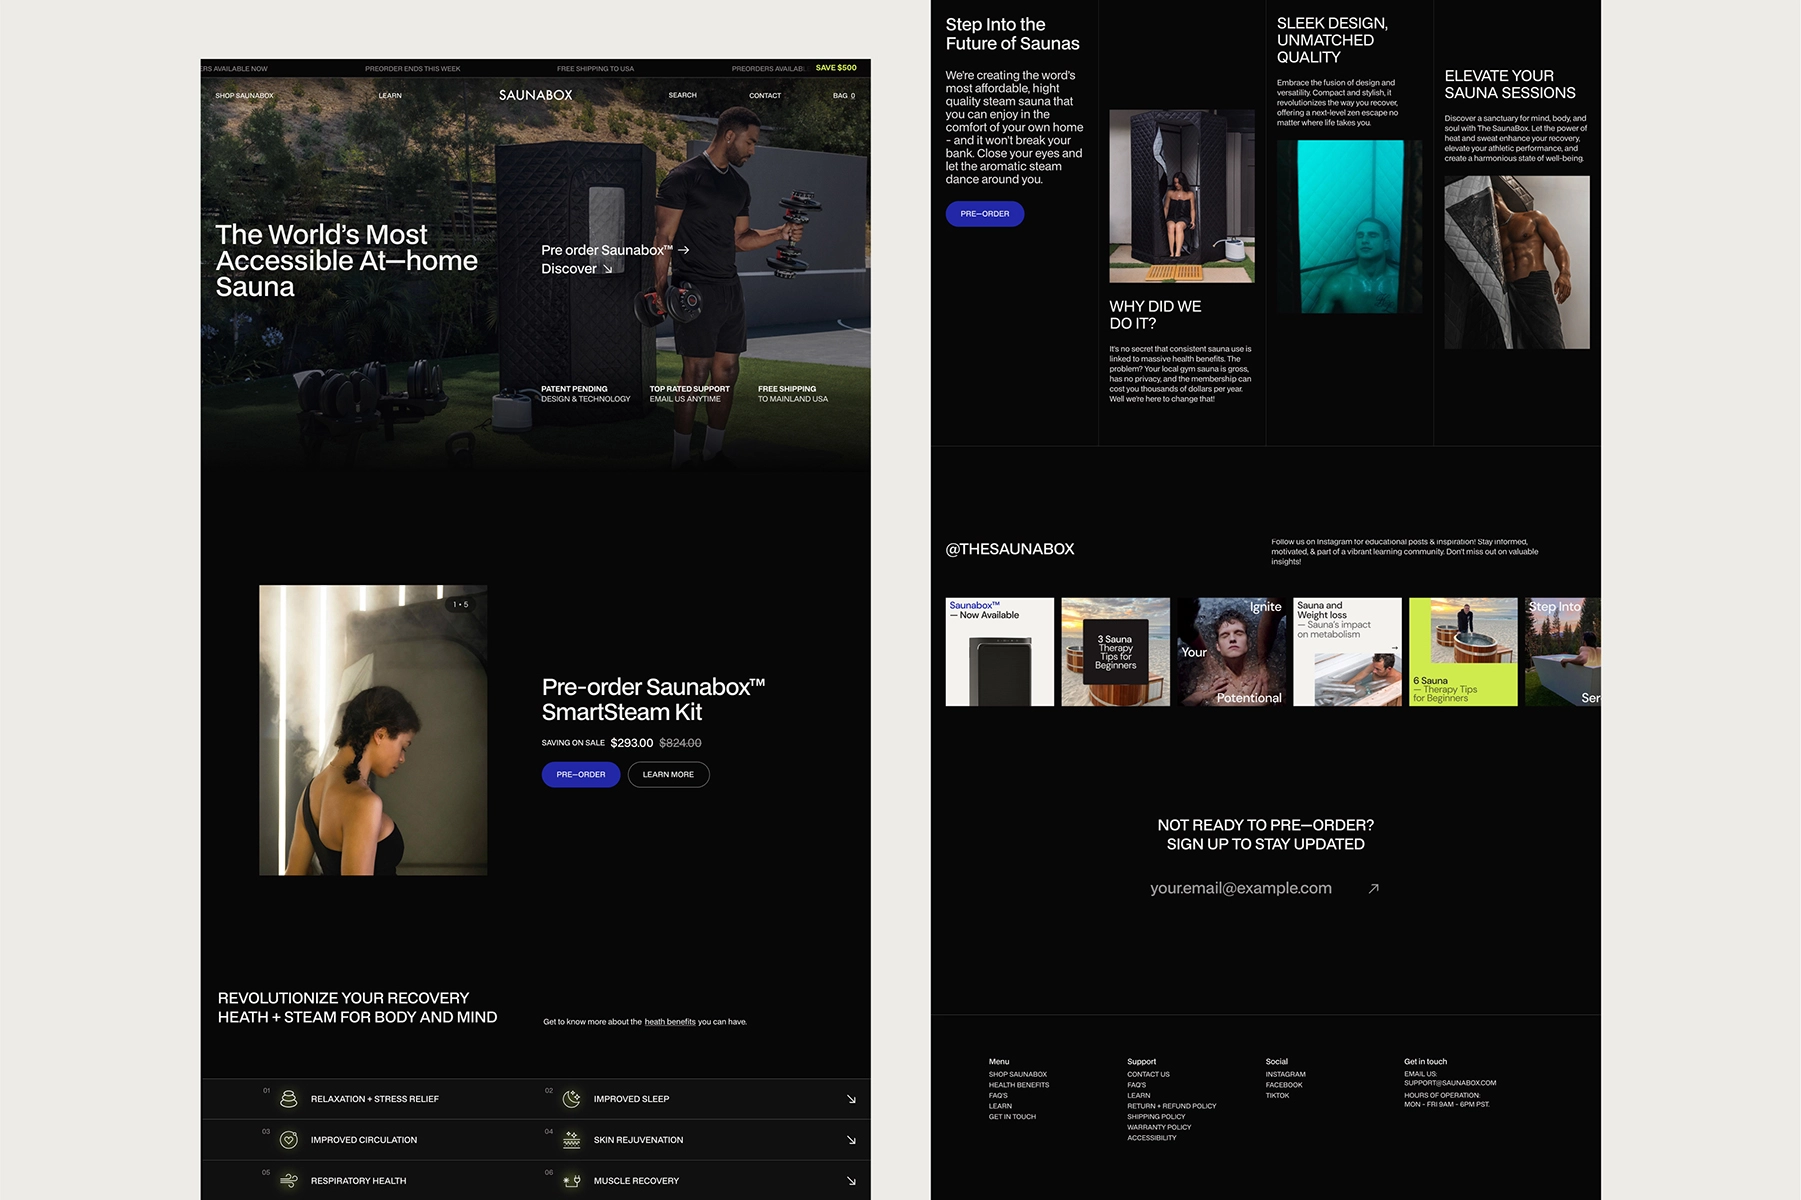 ERS AVAILABLE NOW
PREORDER ENDS THIS WEEK
FREE SHIPPING TO USA
PREORDERS AVAILAB
SAVE $500
SHOP SAUNABOX
LEARN
SAUNABOX
SEARCH
CONTACT
BAG 0
The World's Most
Accessible At—home
Sauna
Pre order Saunabox™ →
Discover ↘
PATENT PENDING
DESIGN & TECHNOLOGY
TOP RATED SUPPORT
EMAIL US ANYTIME
FREE SHIPPING
TO MAINLAND USA
1 • 5
Pre-order Saunabox™
SmartSteam Kit
SAVING ON SALE $293.00 $824.00
PRE—ORDER
LEARN MORE
REVOLUTIONIZE YOUR RECOVERY
HEATH + STEAM FOR BODY AND MIND
Get to know more about the heath benefits you can have.
01 RELAXATION + STRESS RELIEF
02 IMPROVED SLEEP
03 IMPROVED CIRCULATION
04 SKIN REJUVENATION
05 RESPIRATORY HEALTH
06 MUSCLE RECOVERY
Step Into the
Future of Saunas
We're creating the word's
most affordable, hight
quality steam sauna that
you can enjoy in the
comfort of your own home
- and it won't break your
bank. Close your eyes and
let the aromatic steam
dance around you.
PRE—ORDER
WHY DID WE
DO IT?
It's no secret that consistent sauna use is
linked to massive health benefits. The
problem? Your local gym sauna is gross,
has no privacy, and the membership can
cost you thousands of dollars per year.
Well we're here to change that!
SLEEK DESIGN,
UNMATCHED
QUALITY
Embrace the fusion of design and
versatility. Compact and stylish, it
revolutionizes the way you recover,
offering a next-level zen escape no
matter where life takes you.
ELEVATE YOUR
SAUNA SESSIONS
Discover a sanctuary for mind, body, and
soul with The SaunaBox. Let the power of
heat and sweat enhance your recovery,
elevate your athletic performance, and
create a harmonious state of well-being.
@THESAUNABOX
Follow us on Instagram for educational posts & inspiration! Stay informed,
motivated, & part of a vibrant learning community. Don't miss out on valuable
insights!
Saunabox™
— Now Available
3 Sauna
Therapy
Tips for
Beginners
Ignite
Your
Potentional
Sauna and
Weight loss
— Sauna's impact
on metabolism
6 Sauna
— Therapy Tips
for Beginners
Step Into
Ser
NOT READY TO PRE—ORDER?
SIGN UP TO STAY UPDATED
your.email@example.com
Menu
SHOP SAUNABOX
HEALTH BENEFITS
FAQ'S
LEARN
GET IN TOUCH
Support
CONTACT US
FAQ'S
LEARN
RETURN + REFUND POLICY
SHIPPING POLICY
WARRANTY POLICY
ACCESSIBILITY
Social
INSTAGRAM
FACEBOOK
TIKTOK
Get in touch
EMAIL US:
SUPPORT@SAUNABOX.COM
HOURS OF OPERATION:
MON - FRI 9AM - 6PM PST.